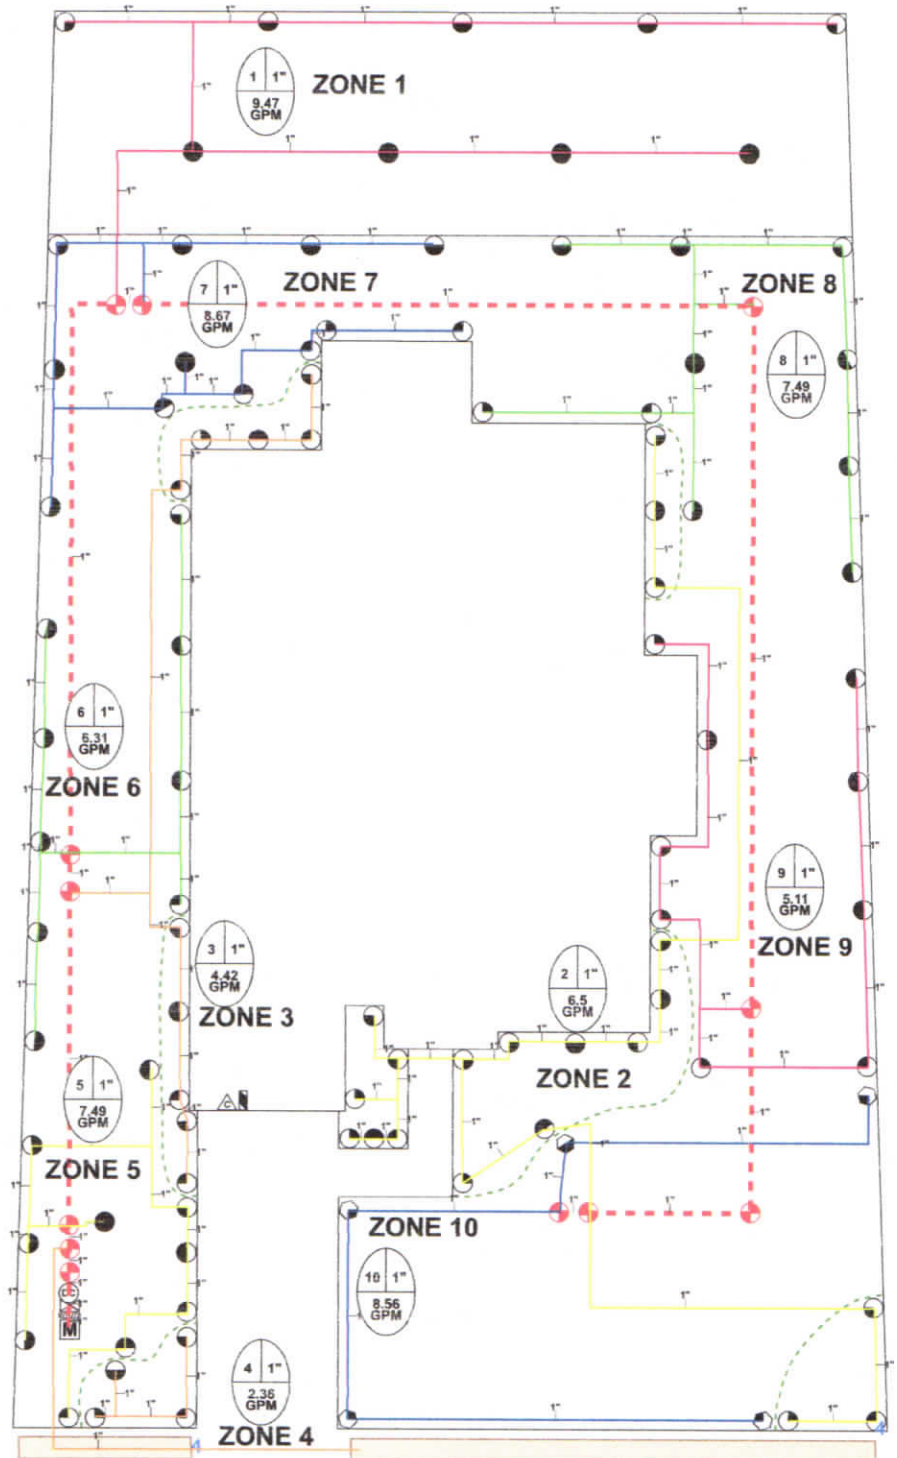 1 1"
9.47
GPM
ZONE 1
7 1"
8.67
GPM
ZONE 7
ZONE 8
8 1"
7.49
GPM
6 1"
6.31
GPM
ZONE 6
9 1"
5.11
GPM
ZONE 9
3 1"
4.42
GPM
ZONE 3
2 1"
6.5
GPM
ZONE 2
5 1"
7.49
GPM
ZONE 5
C
ZONE 10
10 1"
8.56
GPM
M
4 1"
2.36
GPM
ZONE 4
4
4